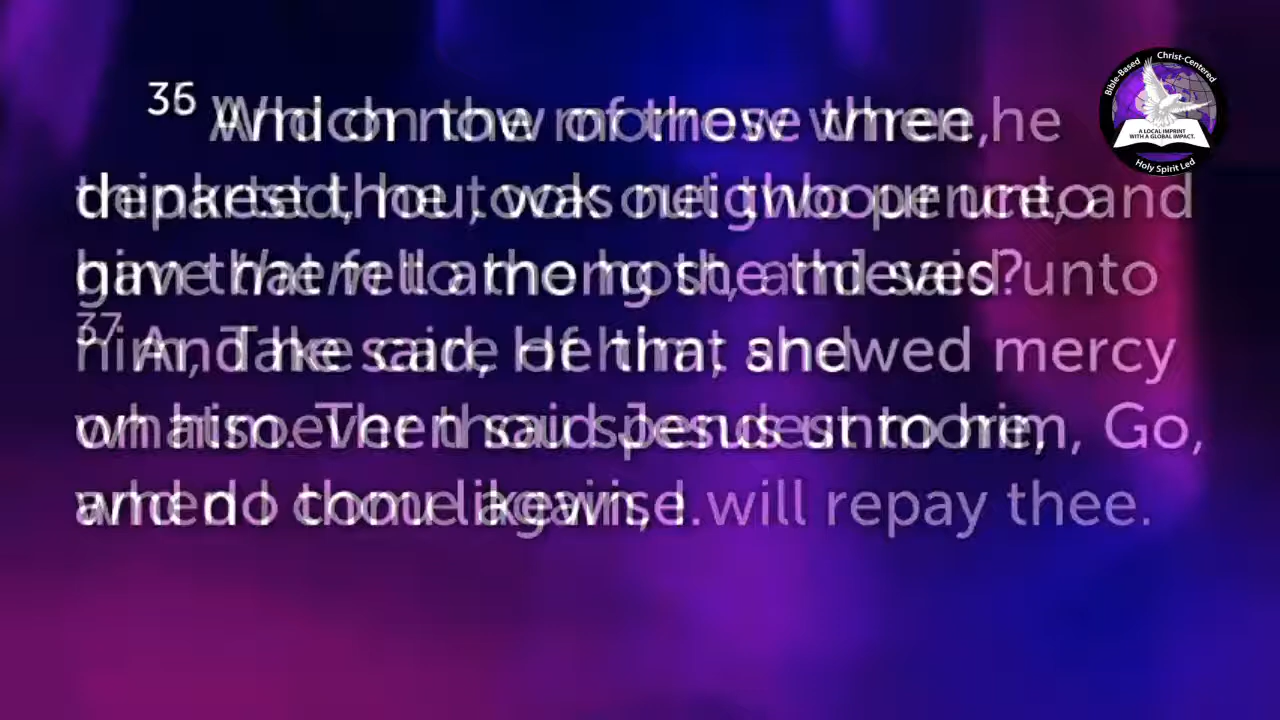 And on the morrow when he
departed, he took out two pence, and
gave them to the host, and said unto
him, Take care of him; and
whatsoever thou spendest more,
when I come again, I will repay thee.
36 Which now of these three,
thinkest thou, was neighbour unto
him that fell among the thieves?
37 And he said, He that shewed mercy
on him. Then said Jesus unto him, Go,
and do thou likewise.
Bible-Based Christ-Centered
A LOCAL IMPRINT
WITH A GLOBAL IMPACT.
Holy Spirit Led